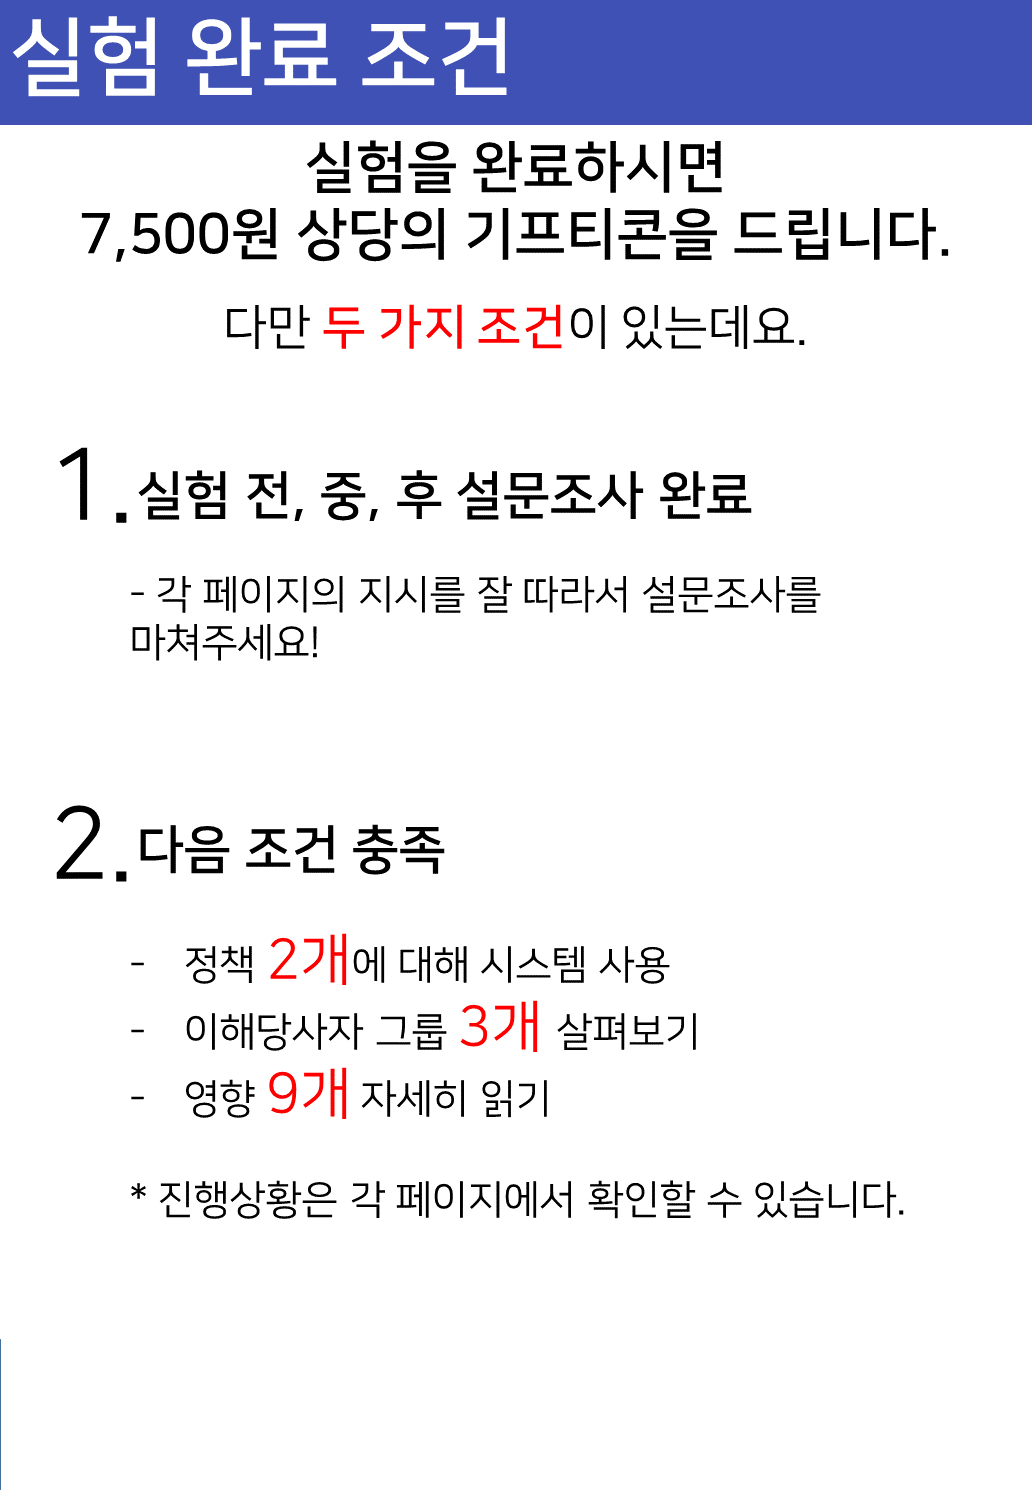 실험 완료 조건
실험을 완료하시면
7,500원 상당의 기프티콘을 드립니다.
다만 두 가지 조건이 있는데요.
1. 실험 전, 중, 후 설문조사 완료
- 각 페이지의 지시를 잘 따라서 설문조사를
마쳐주세요!
2. 다음 조건 충족
- 정책 2개에 대해 시스템 사용
- 이해당사자 그룹 3개 살펴보기
- 영향 9개 자세히 읽기
* 진행상황은 각 페이지에서 확인할 수 있습니다.